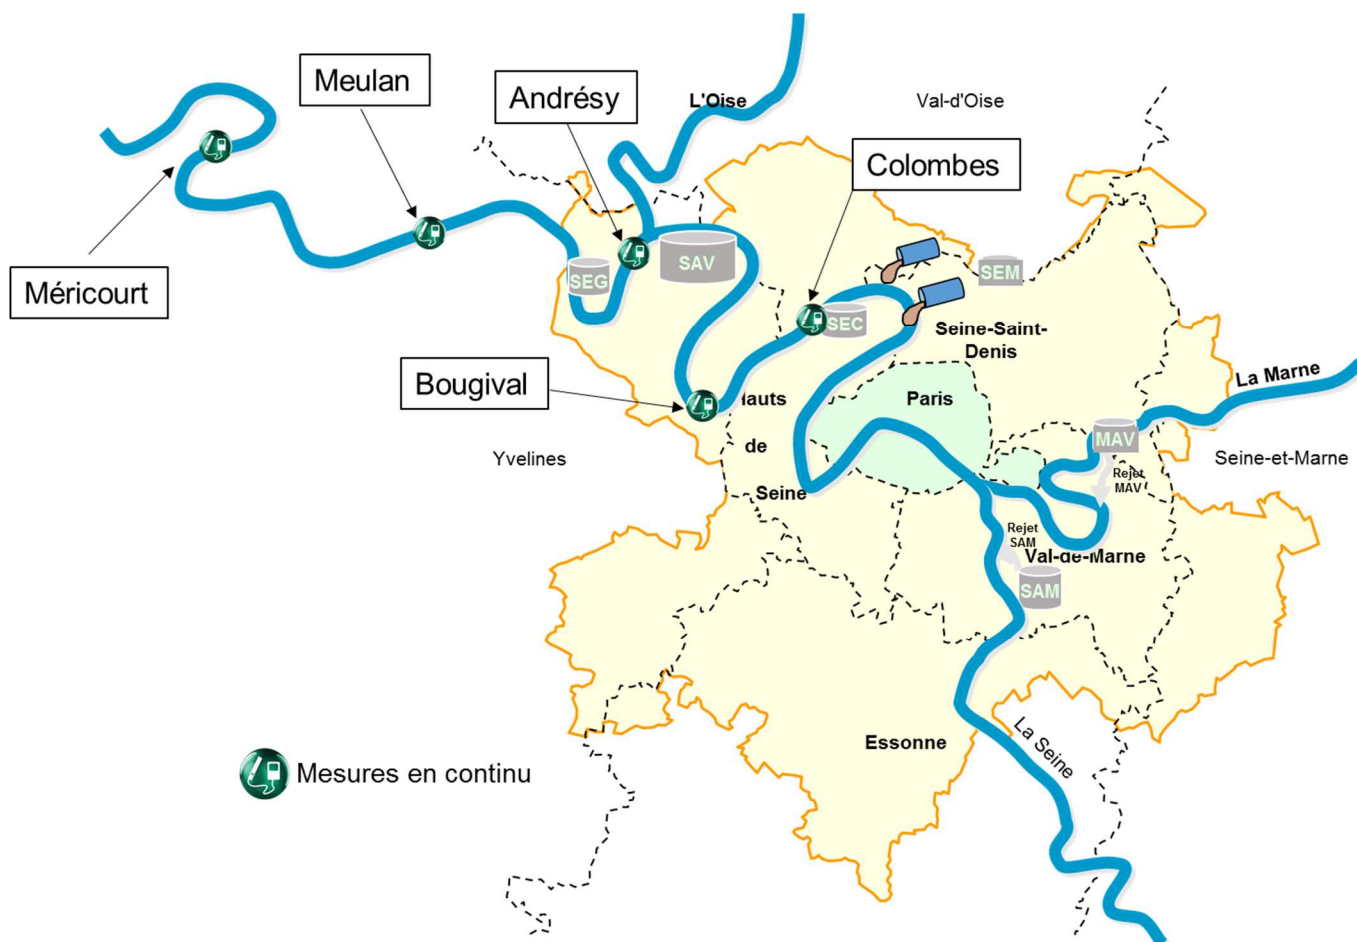 Meulan
Andrésy
L'Oise
Val-d'Oise
Colombes
Méricourt
SAV
SEG
SEM
SEC
Seine-Saint-
Denis
Bougival
La Marne
Paris
Hauts
de
Seine
MAV
Yvelines
Seine-et-Marne
Rejet
MAV
Rejet
SAM
Val-de-Marne
SAM
Essonne
La Seine
Mesures en continu